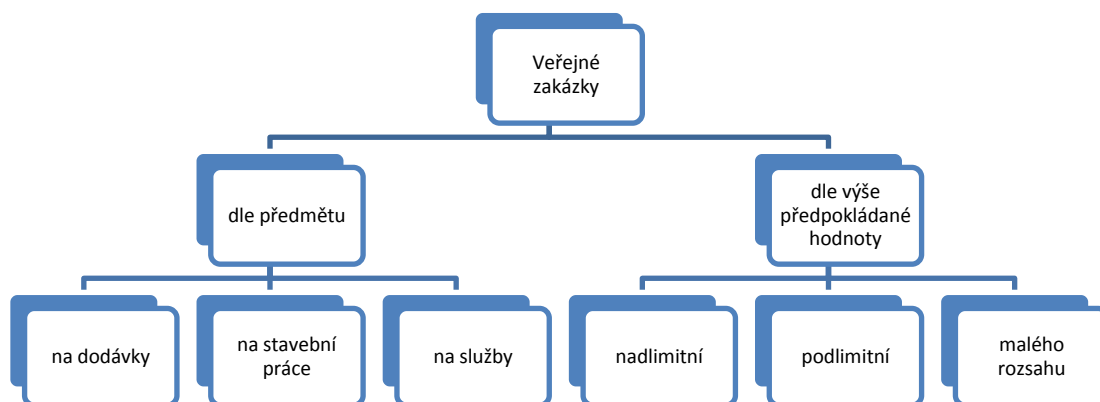 Veřejné
zakázky
dle předmětu
dle výše
předpokládané
hodnoty
na dodávky
na stavební
práce
na služby
nadlimitní
podlimitní
malého
rozsahu